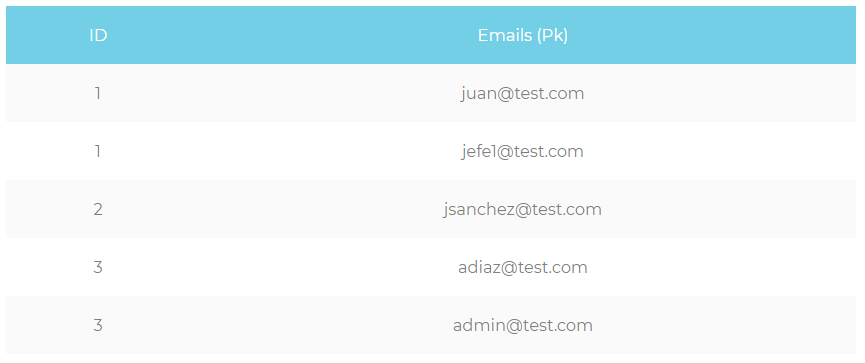 ID Emails (Pk)
1 juan@test.com
1 jefe1@test.com
2 jsanchez@test.com
3 adiaz@test.com
3 admin@test.com